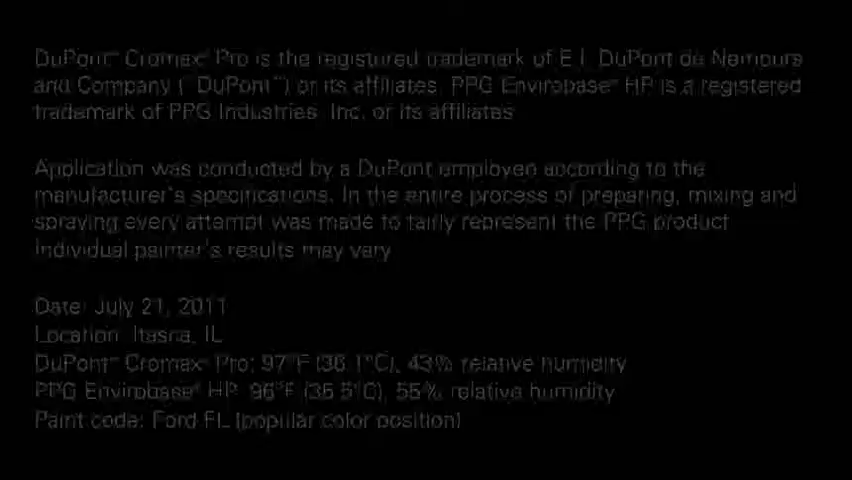 DuPont™ Cromax® Pro is the registered trademark of E.I. DuPont de Nemours
and Company ("DuPont") or its affiliates. PPG Envirobase® HP is a registered
trademark of PPG Industries, Inc. or its affiliates.
Application was conducted by a DuPont employee according to the
manufacturer's specifications. In the entire process of preparing, mixing and
spraying every attempt was made to fairly represent the PPG product.
Individual painter's results may vary.
Date: July 21, 2011
Location: Itasca, IL
DuPont™ Cromax® Pro: 97°F (36.1°C), 43% relative humidity
PPG Envirobase® HP: 96°F (35.5°C), 55% relative humidity
Paint code: Ford FL (popular color position)